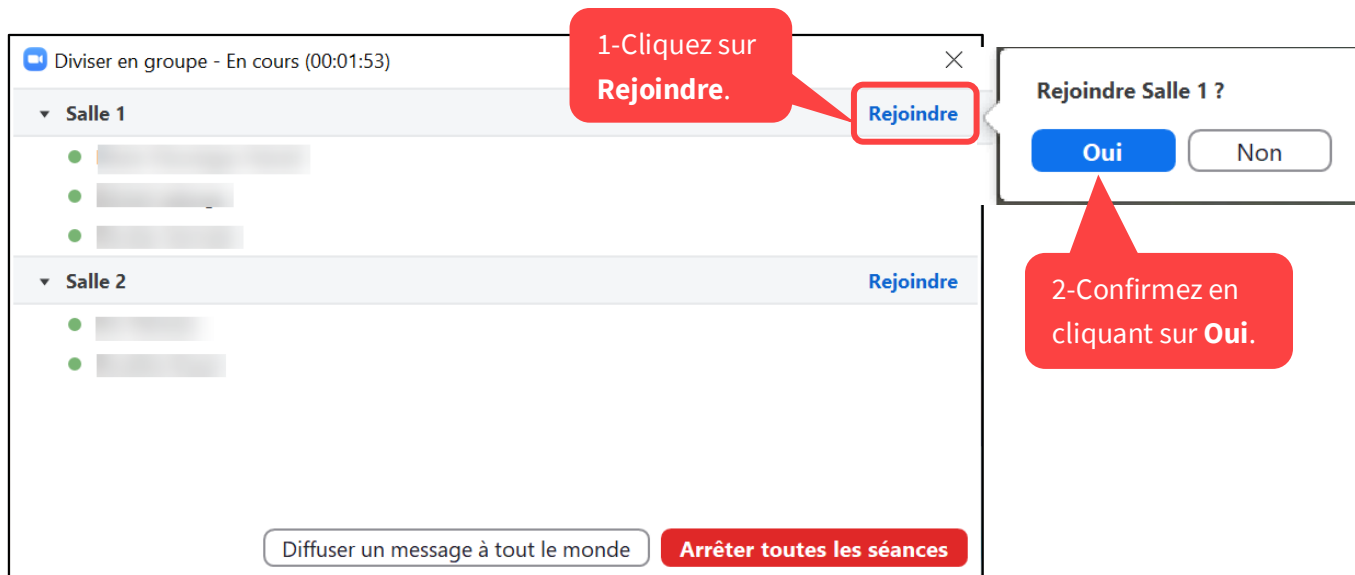 Diviser en groupe - En cours (00:01:53)
1-Cliquez sur
Rejoindre.
Salle 1
Rejoindre
Rejoindre Salle 1 ?
Oui
Non
2-Confirmez en
cliquant sur Oui.
Salle 2
Rejoindre
Diffuser un message à tout le monde
Arrêter toutes les séances